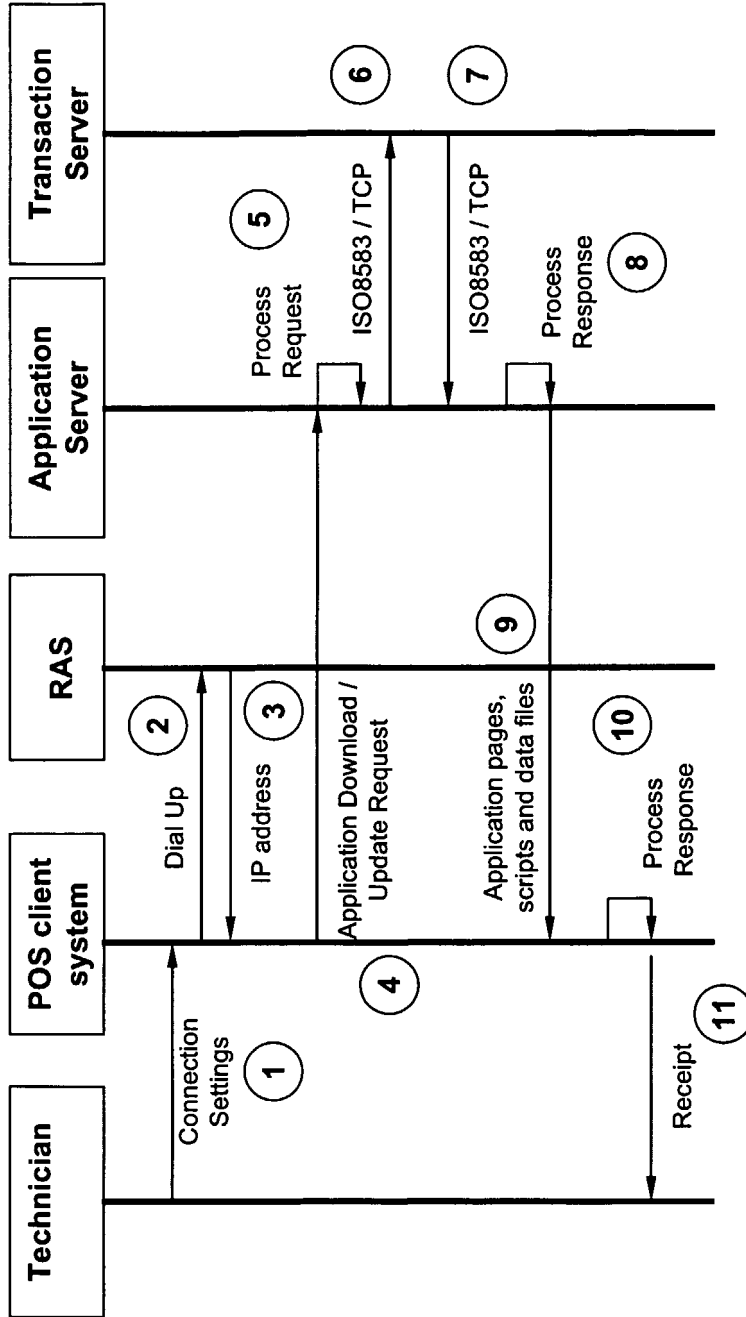 Technician
POS client
system
RAS
Application
Server
Transaction
Server
Connection
Settings
1
Dial Up
2
IP address
3
Application Download /
Update Request
4
Process
Request
5
ISO8583 / TCP
6
ISO8583 / TCP
7
Process
Response
8
Application pages,
scripts and data files
9
Process
Response
10
Receipt
11